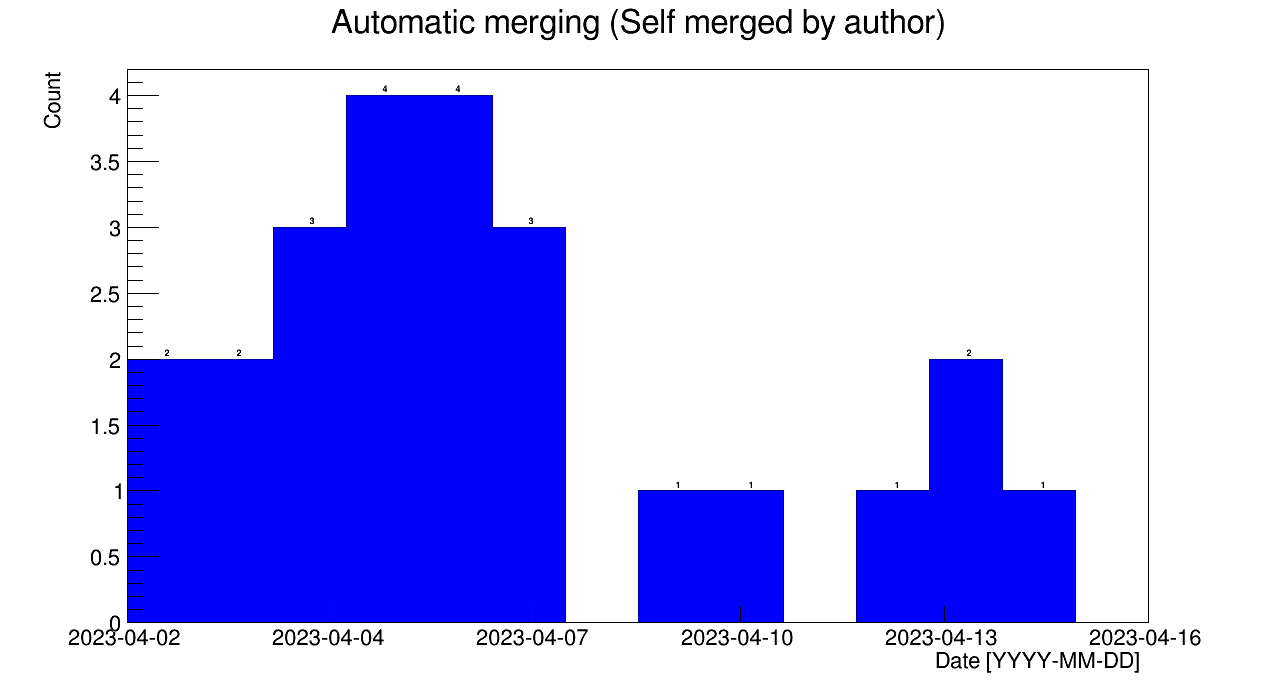 Automatic merging (Self merged by author)
Count
4
3.5
3
2.5
2
1.5
1
0.5
0
4 4
3 3
2 2 2
1 1 1 1
2023-04-02 2023-04-04 2023-04-07 2023-04-10 2023-04-13 2023-04-16
Date [YYYY-MM-DD]